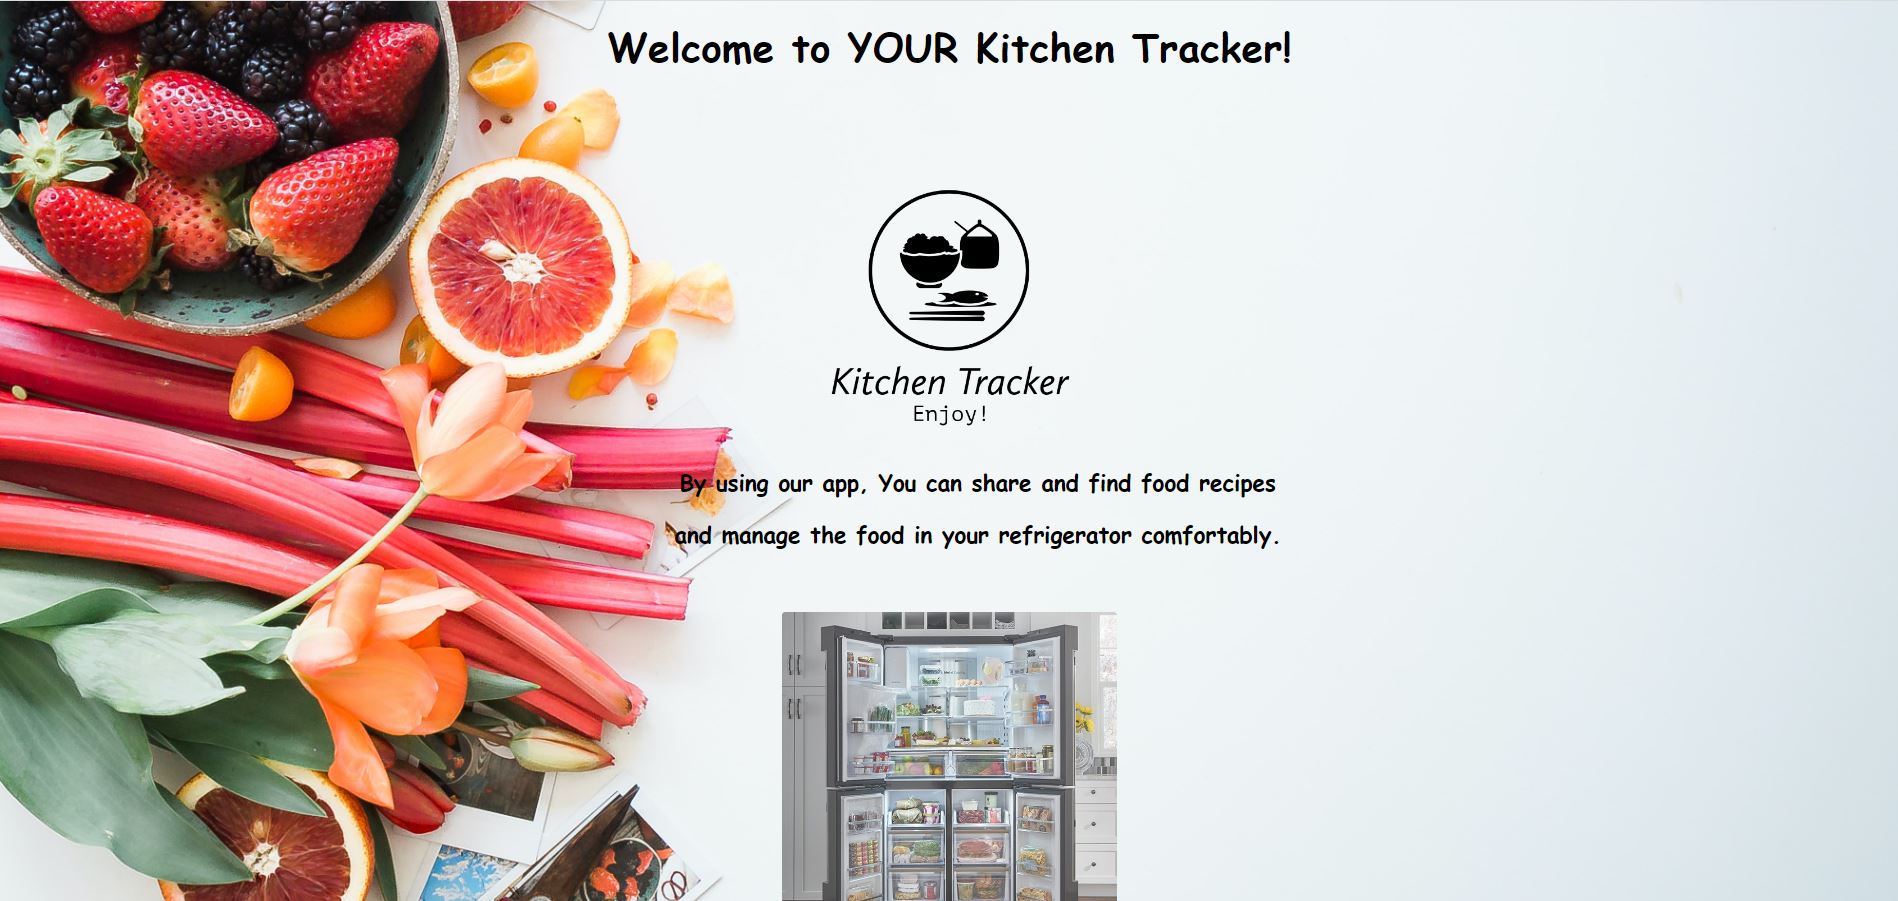 Welcome to YOUR Kitchen Tracker!
Kitchen Tracker
Enjoy!
By using our app, You can share and find food recipes
and manage the food in your refrigerator comfortably.